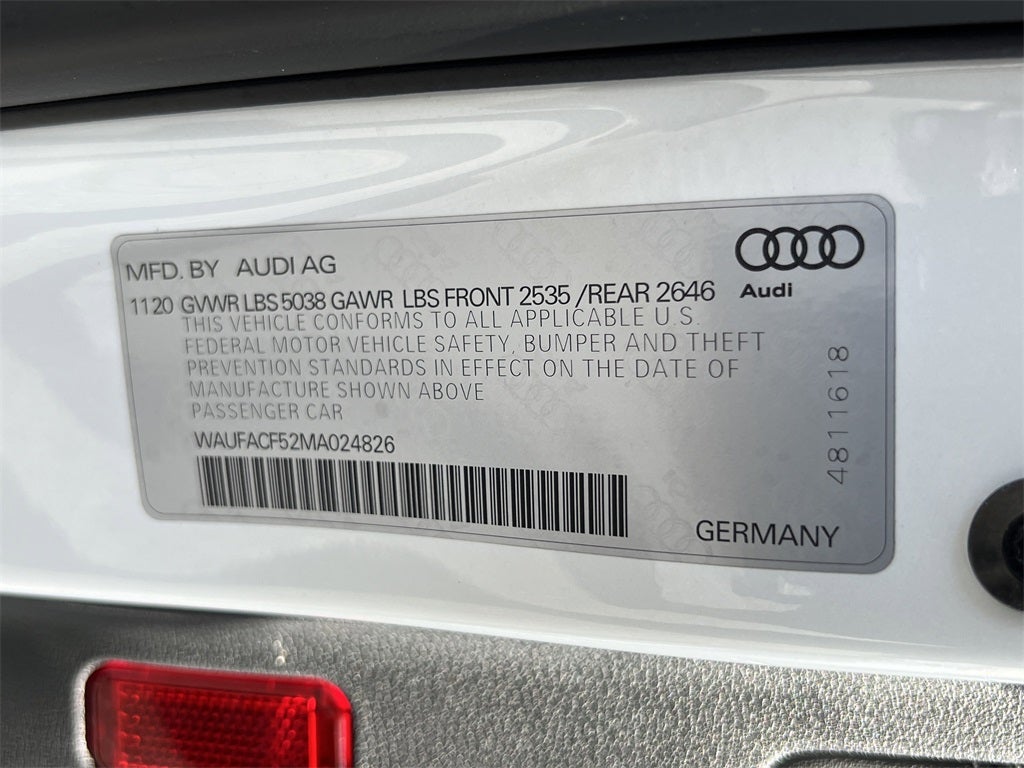 MFD. BY AUDI AG
1120 GVWR LBS 5038 GAWR LBS FRONT 2535 /REAR 2646
Audi
THIS VEHICLE CONFORMS TO ALL APPLICABLE U.S.
FEDERAL MOTOR VEHICLE SAFETY, BUMPER AND THEFT
PREVENTION STANDARDS IN EFFECT ON THE DATE OF
MANUFACTURE SHOWN ABOVE
PASSENGER CAR
WAUFACF52MA024826
GERMANY
4811618